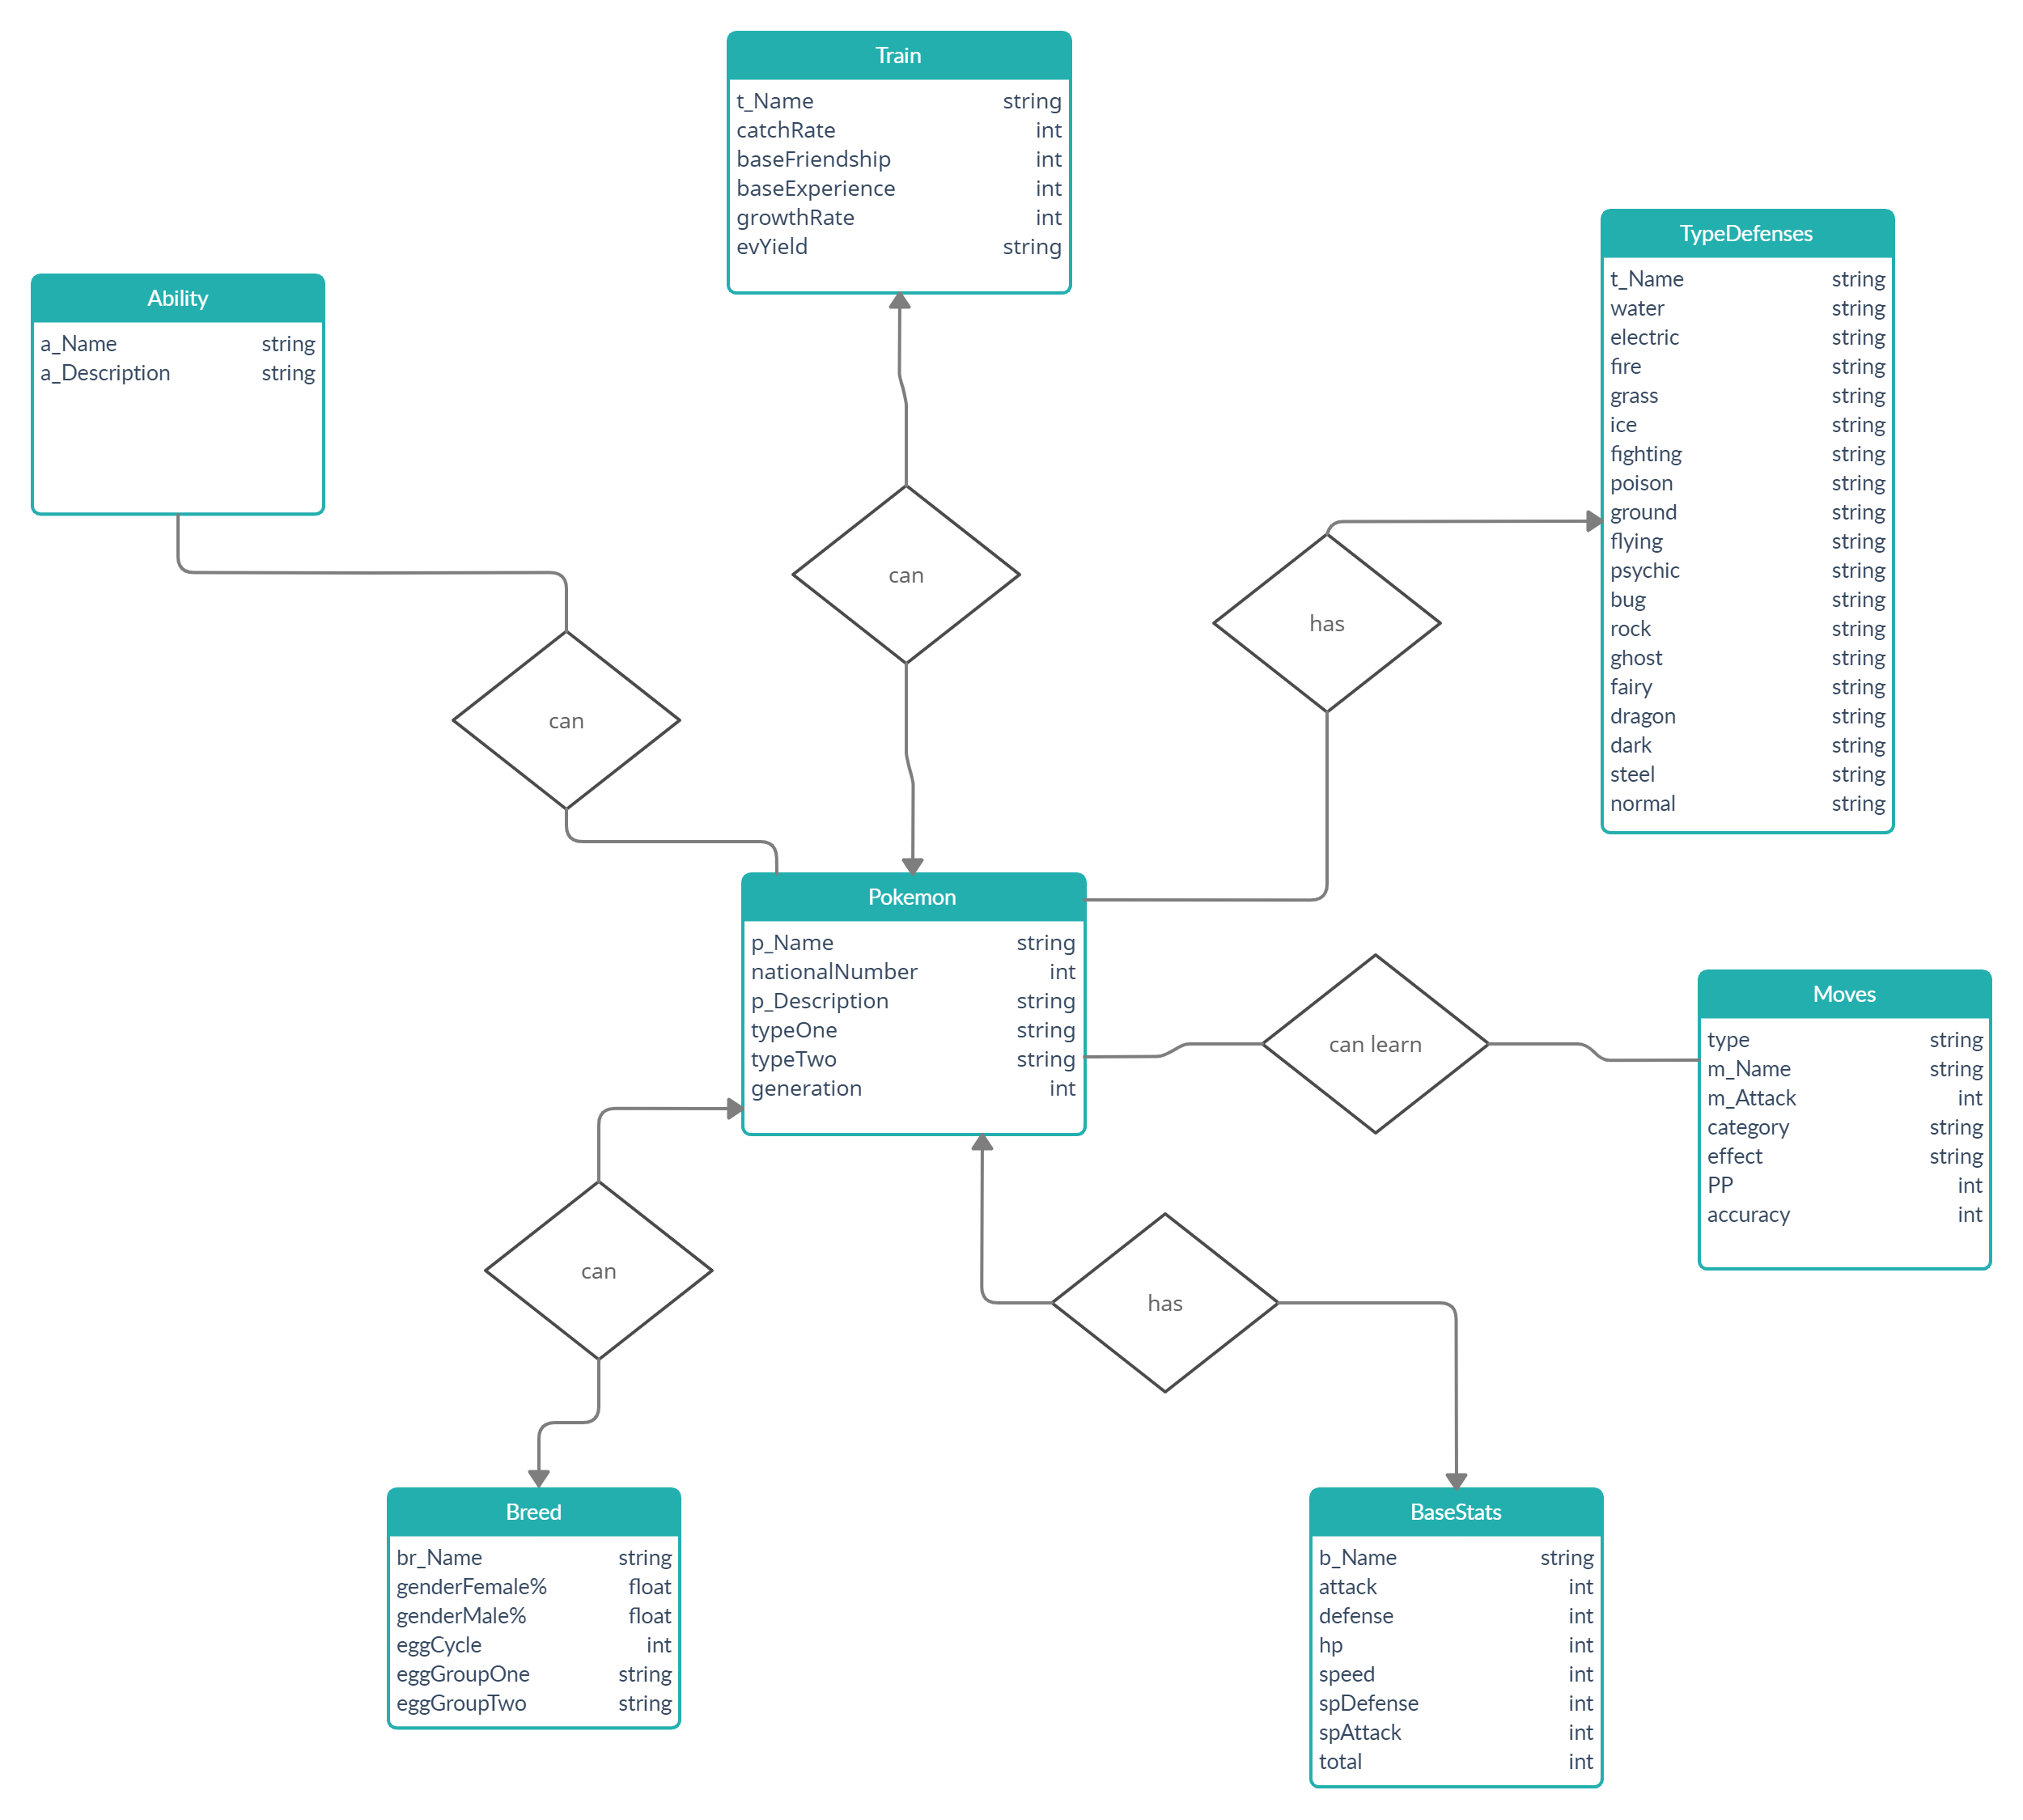 Train
t_Name string
catchRate int
baseFriendship int
baseExperience int
growthRate int
evYield string
Ability
a_Name string
a_Description string
TypeDefenses
t_Name string
water string
electric string
fire string
grass string
ice string
fighting string
poison string
ground string
flying string
psychic string
bug string
rock string
ghost string
fairy string
dragon string
dark string
steel string
normal string
can
can
has
Pokemon
p_Name string
nationalNumber int
p_Description string
typeOne string
typeTwo string
generation int
can learn
Moves
type string
m_Name string
m_Attack int
category string
effect string
PP int
accuracy int
can
has
Breed
br_Name string
genderFemale% float
genderMale% float
eggCycle int
eggGroupOne string
eggGroupTwo string
BaseStats
b_Name string
attack int
defense int
hp int
speed int
spDefense int
spAttack int
total int